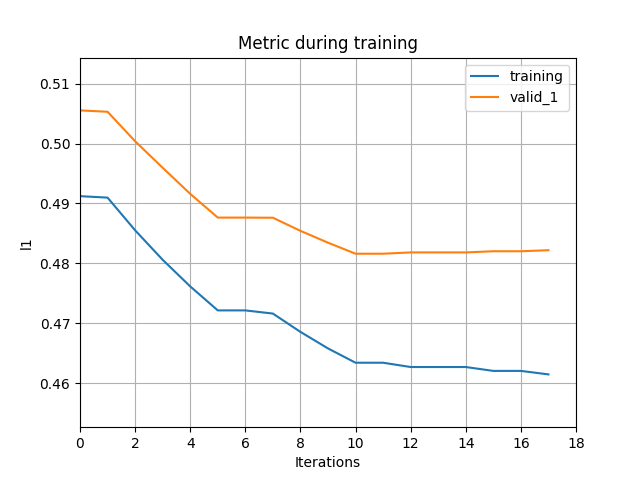 Metric during training
training
valid_1
0.51
0.50
0.49
0.48
0.47
0.46
l1
0 2 4 6 8 10 12 14 16 18
Iterations